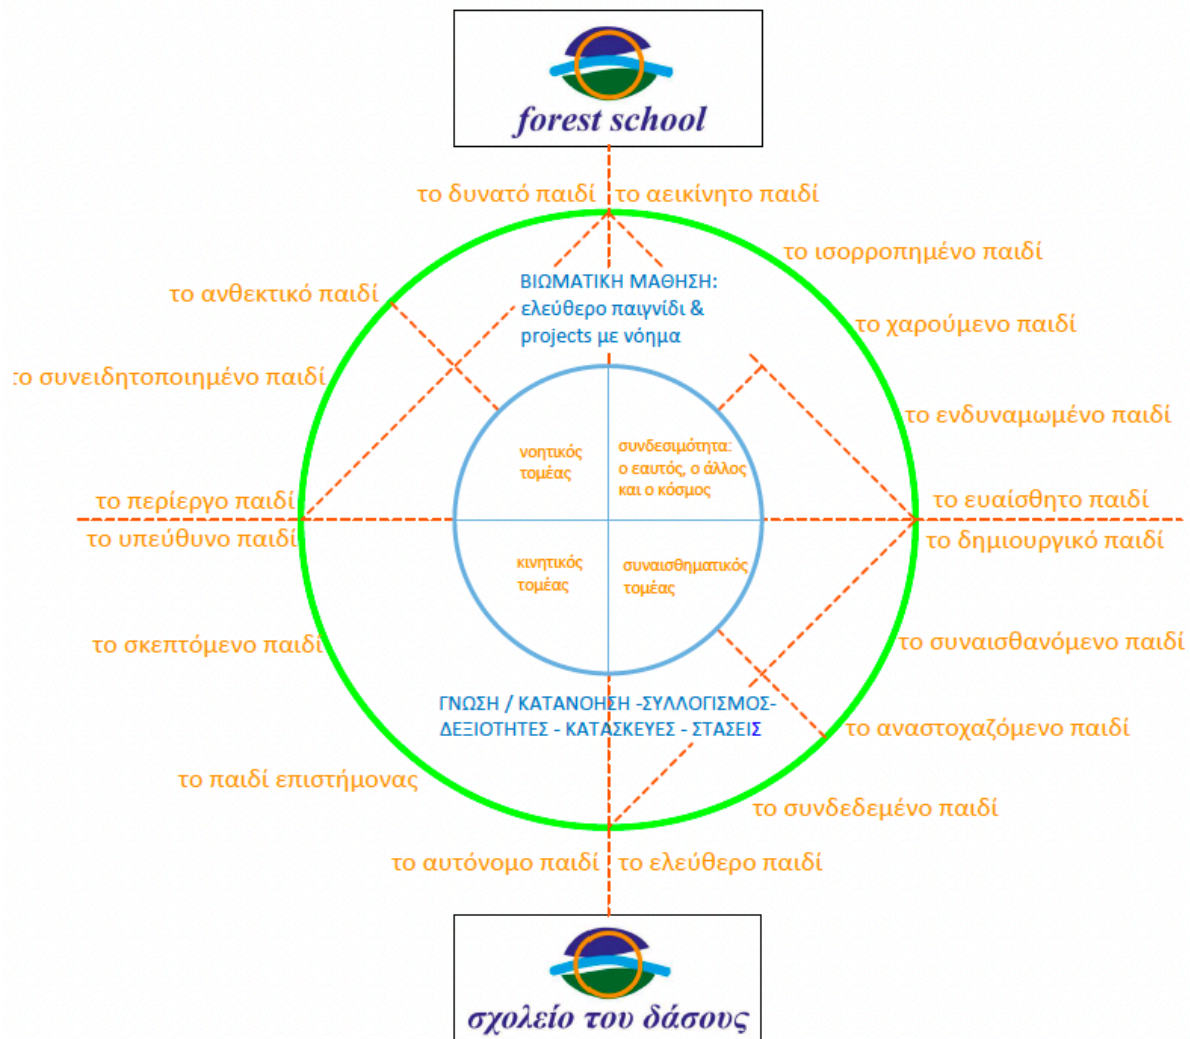 forest school
το δυνατό παιδί
το αεικίνητο παιδί
το ισορροπημένο παιδί
το ανθεκτικό παιδί
ΒΙΩΜΑΤΙΚΗ ΜΑΘΗΣΗ:
ελεύθερο παιγνίδι &
projects με νόημα
το χαρούμενο παιδί
το συνειδητοποιημένο παιδί
το ενδυναμωμένο παιδί
νοητικός
τομέας
συνδεσιμότητα:
ο εαυτός, ο άλλος
και ο κόσμος
το περίεργο παιδί
το ευαίσθητο παιδί
το υπεύθυνο παιδί
το δημιουργικό παιδί
κινητικός
τομέας
συναισθηματικός
τομέας
το σκεπτόμενο παιδί
το συναισθανόμενο παιδί
ΓΝΩΣΗ / ΚΑΤΑΝΟΗΣΗ -ΣΥΛΛΟΓΙΣΜΟΣ-
ΔΕΞΙΟΤΗΤΕΣ - ΚΑΤΑΣΚΕΥΕΣ - ΣΤΑΣΕΙΣ
το αναστοχαζόμενο παιδί
το παιδί επιστήμονας
το συνδεδεμένο παιδί
το αυτόνομο παιδί
το ελεύθερο παιδί
σχολείο του δάσους